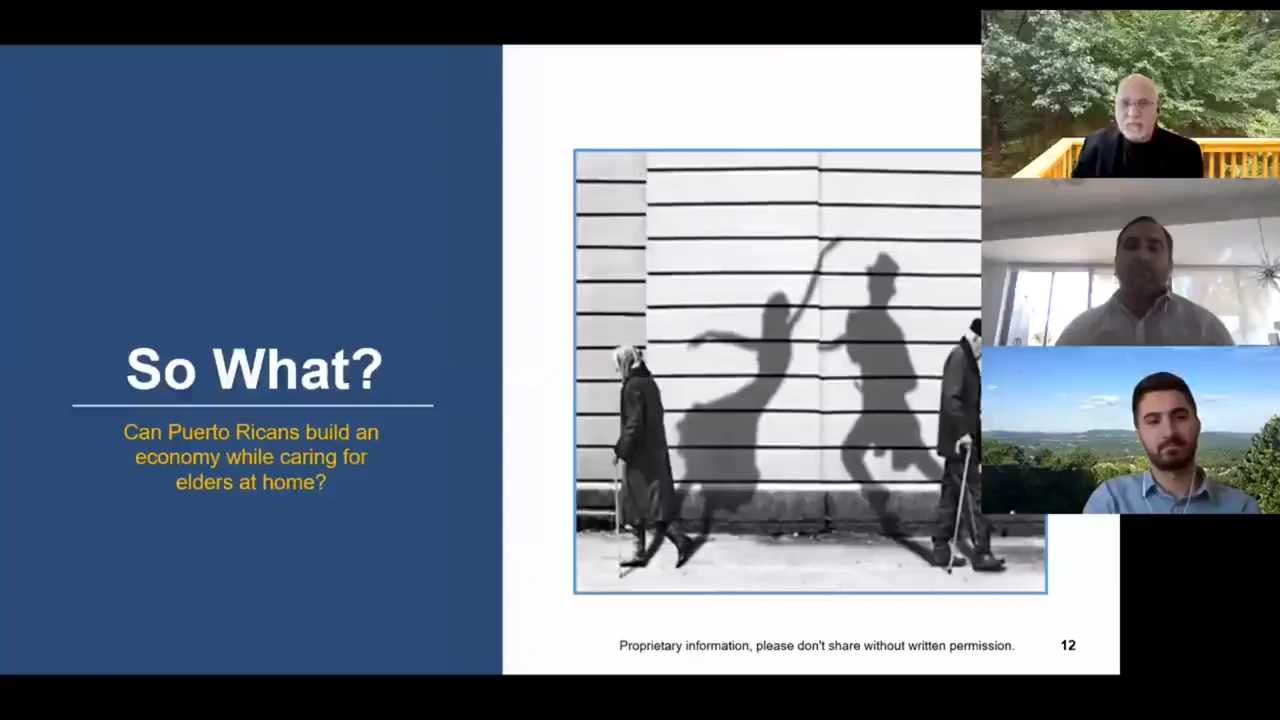 So What?
Can Puerto Ricans build an
economy while caring for
elders at home?
Proprietary information, please don't share without written permission.
12